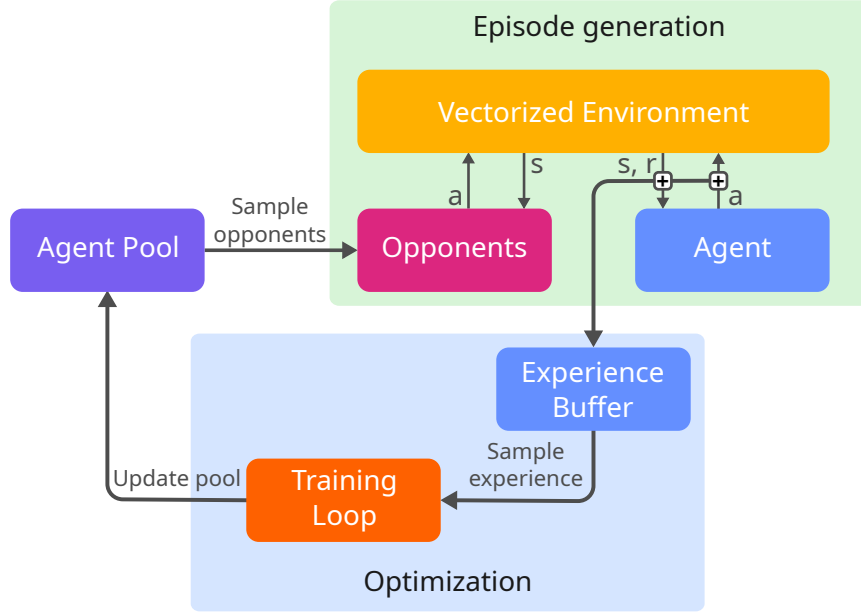 Episode generation
Vectorized Environment
a
s
s, r
a
Sample
opponents
Agent Pool
Opponents
Agent
Experience
Buffer
Sample
experience
Update pool
Training
Loop
Optimization